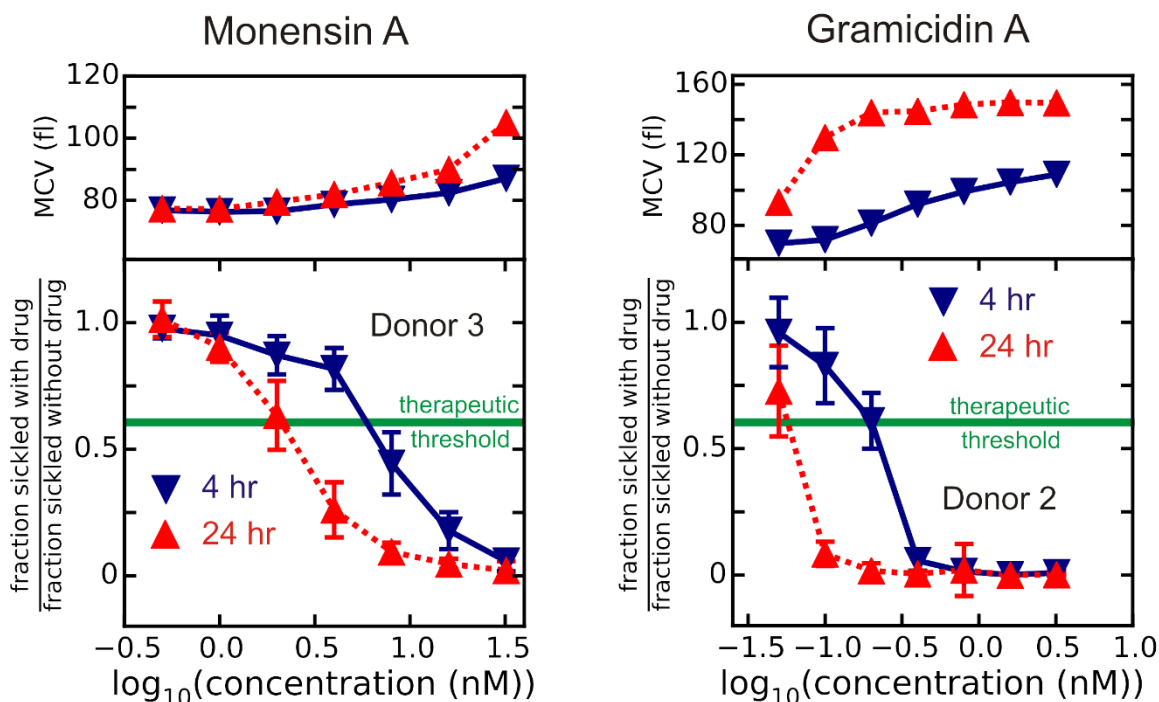 Monensin A
120
100
80
MCV (fl)
fraction sickled with drug
fraction sickled without drug
1.0
0.5
0
Donor 3
therapeutic
threshold
4 hr
24 hr
−0.5 0.0 0.5 1.0 1.5
log10(concentration (nM))
Gramicidin A
160
120
80
MCV (fl)
fraction sickled with drug
fraction sickled without drug
1.0
0.5
0
4 hr
24 hr
therapeutic
threshold
Donor 2
−1.5 −1.0 −0.5 0.0 0.5 1.0
log10(concentration (nM))